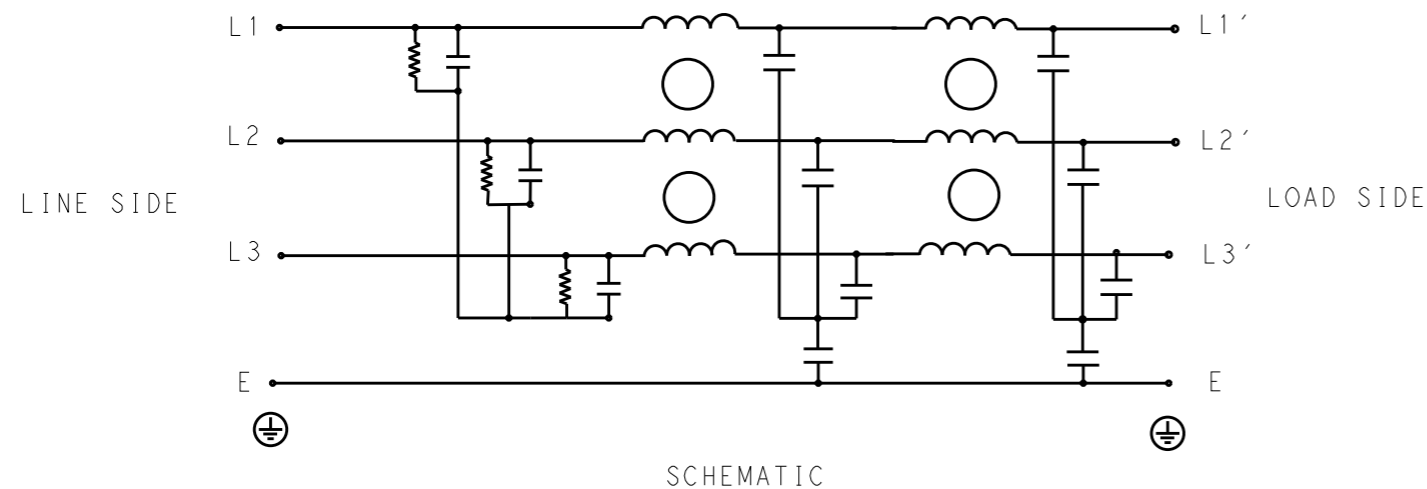 L1 L1′
L2 L2′
LINE SIDE LOAD SIDE
L3 L3′
E E
SCHEMATIC